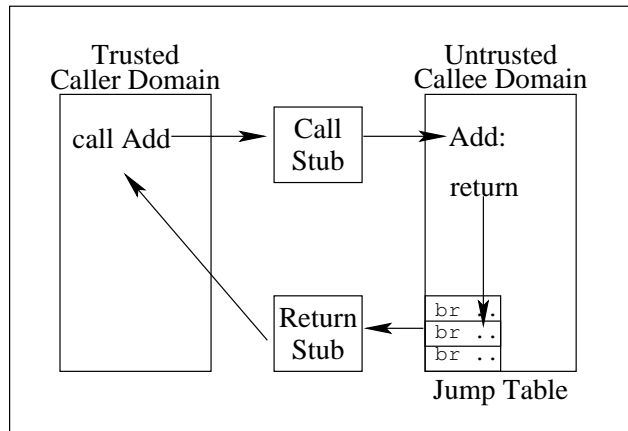 Trusted
Caller Domain
Untrusted
Callee Domain
call Add
Call
Stub
Add:
return
Return
Stub
br ..
br ..
br ..
Jump Table